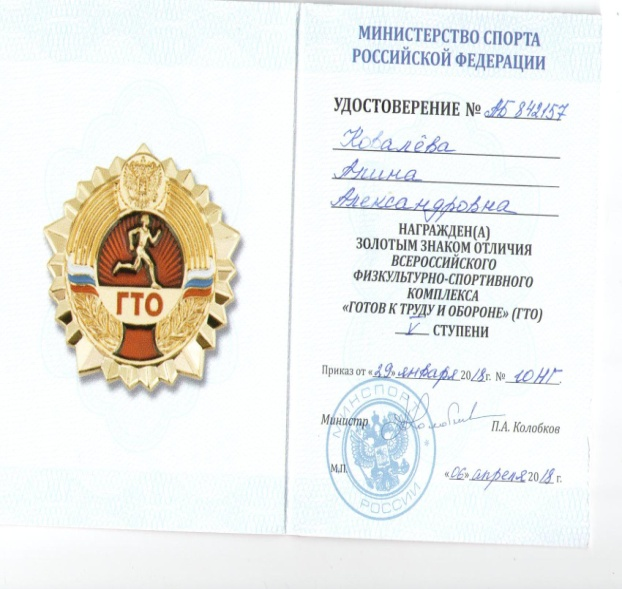 ГТО
МИНИСТЕРСТВО СПОРТА
РОССИЙСКОЙ ФЕДЕРАЦИИ
УДОСТОВЕРЕНИЕ № АБ 842157
Ковалёва
Алина
Александровна
НАГРАЖДЕН(А)
ЗОЛОТЫМ ЗНАКОМ ОТЛИЧИЯ
ВСЕРОССИЙСКОГО
ФИЗКУЛЬТУРНО-СПОРТИВНОГО
КОМПЛЕКСА
«ГОТОВ К ТРУДУ И ОБОРОНЕ» (ГТО)
V СТУПЕНИ
Приказ от «29» января 2018 г. № 10НГ.
Министр П.А. Колобков
МИНСПОРТ РОССИИ
М.П. «06» апреля 2018 г.